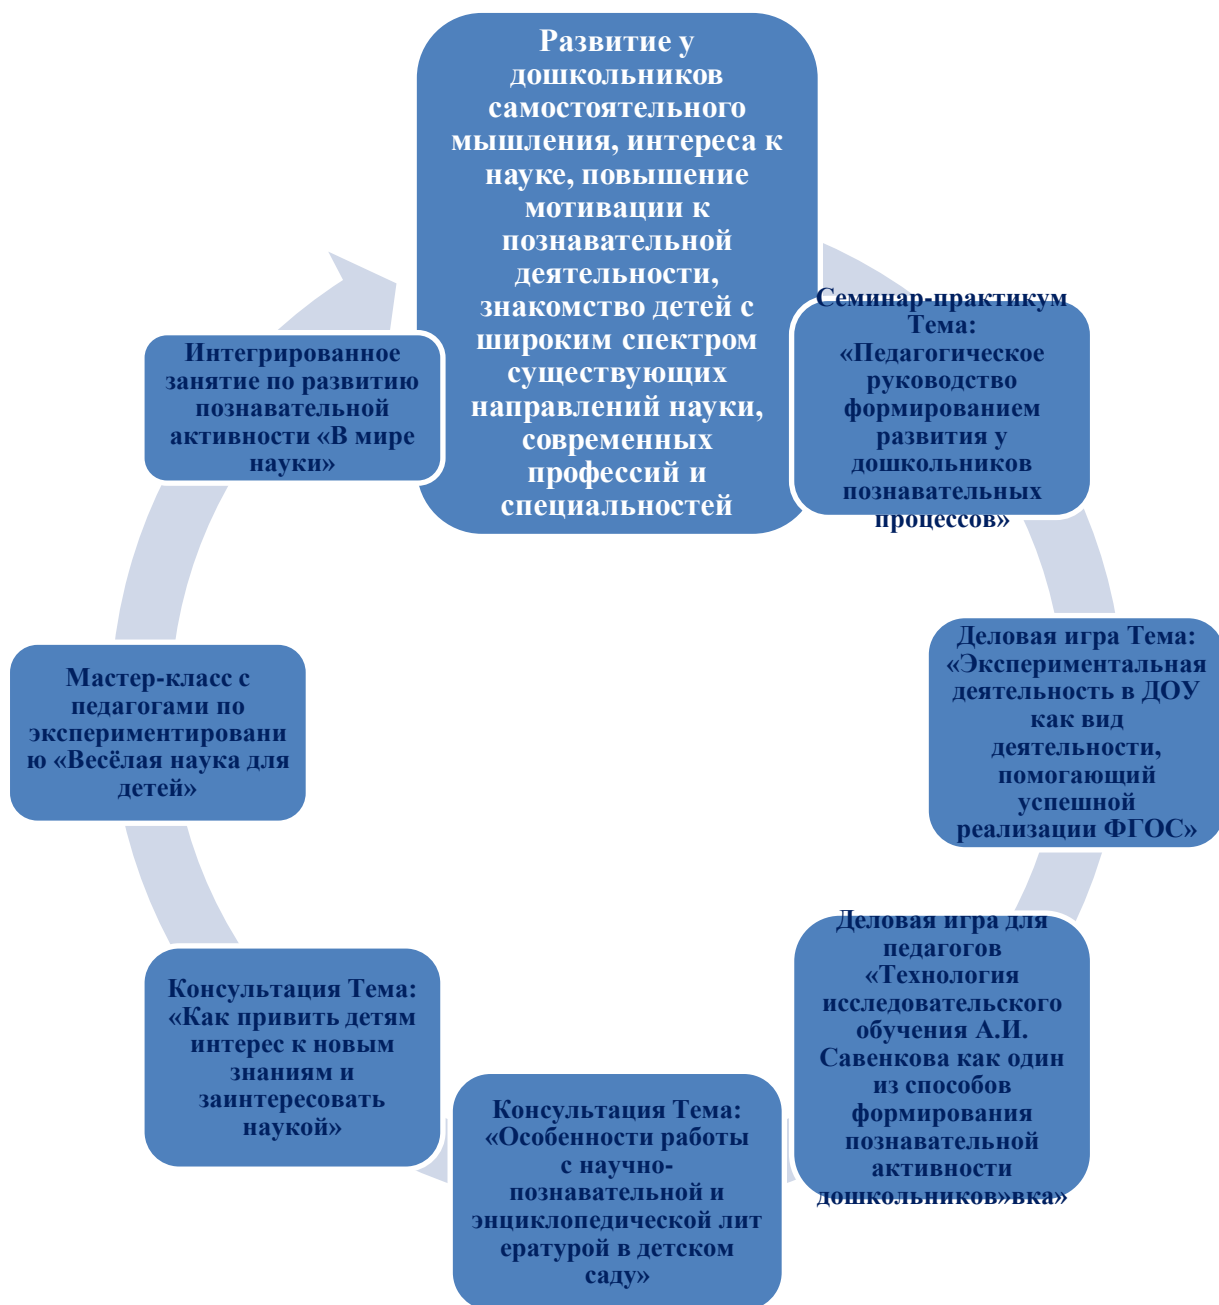 Развитие у
дошкольников
самостоятельного
мышления, интереса к
науке, повышение
мотивации к
познавательной
деятельности,
знакомство детей с
широким спектром
существующих
направлений науки,
современных
профессий и
специальностей
Семинар-практикум
Тема:
«Педагогическое
руководство
формированием
развития у
дошкольников
познавательных
процессов»
Деловая игра Тема:
«Экспериментальная
деятельность в ДОУ
как вид
деятельности,
помогающий
успешной
реализации ФГОС»
Деловая игра для
педагогов
«Технология
исследовательского
обучения А.И.
Савенкова как один
из способов
формирования
познавательной
активности
дошкольников»вка»
Консультация Тема:
«Особенности работы
с научно-
познавательной и
энциклопедической лит
ературой в детском
саду»
Консультация Тема:
«Как привить детям
интерес к новым
знаниям и
заинтересовать
наукой»
Мастер-класс с
педагогами по
экспериментировани
ю «Весёлая наука для
детей»
Интегрированное
занятие по развитию
познавательной
активности «В мире
науки»